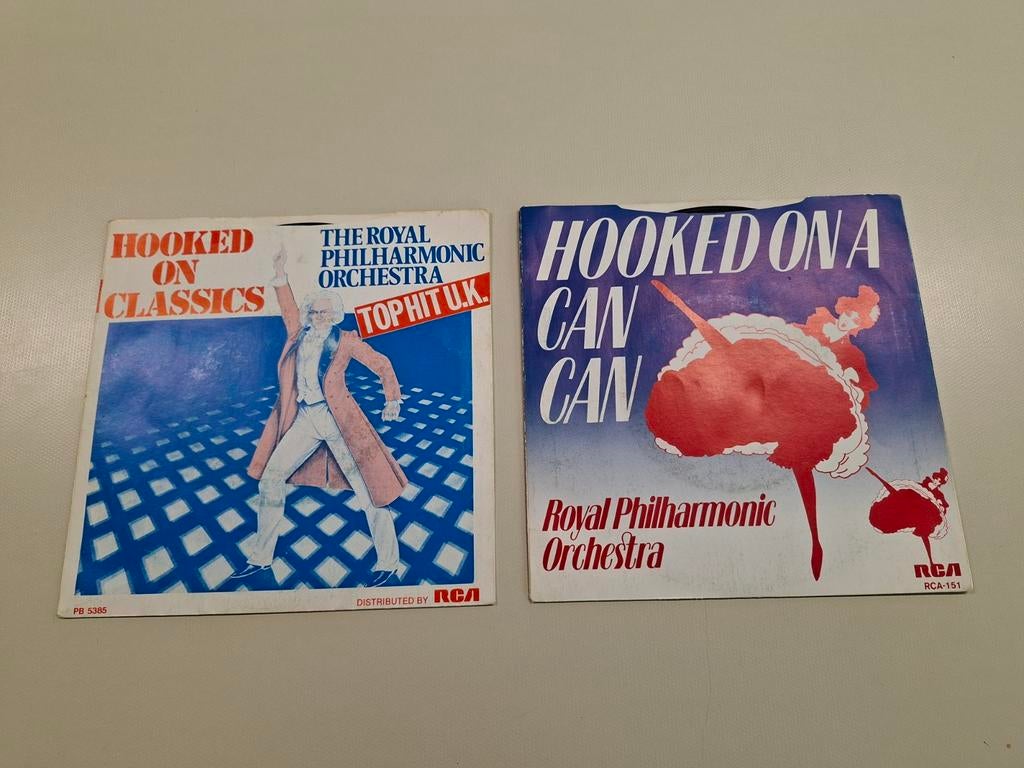 HOOKED
ON
CLASSICS
THE ROYAL
PHILHARMONIC
ORCHESTRA
TOP HIT U.K.
PB 5385
DISTRIBUTED BY RCA
HOOKED ON A
CAN
CAN
Royal Philharmonic
Orchestra
RCA
RCA-151